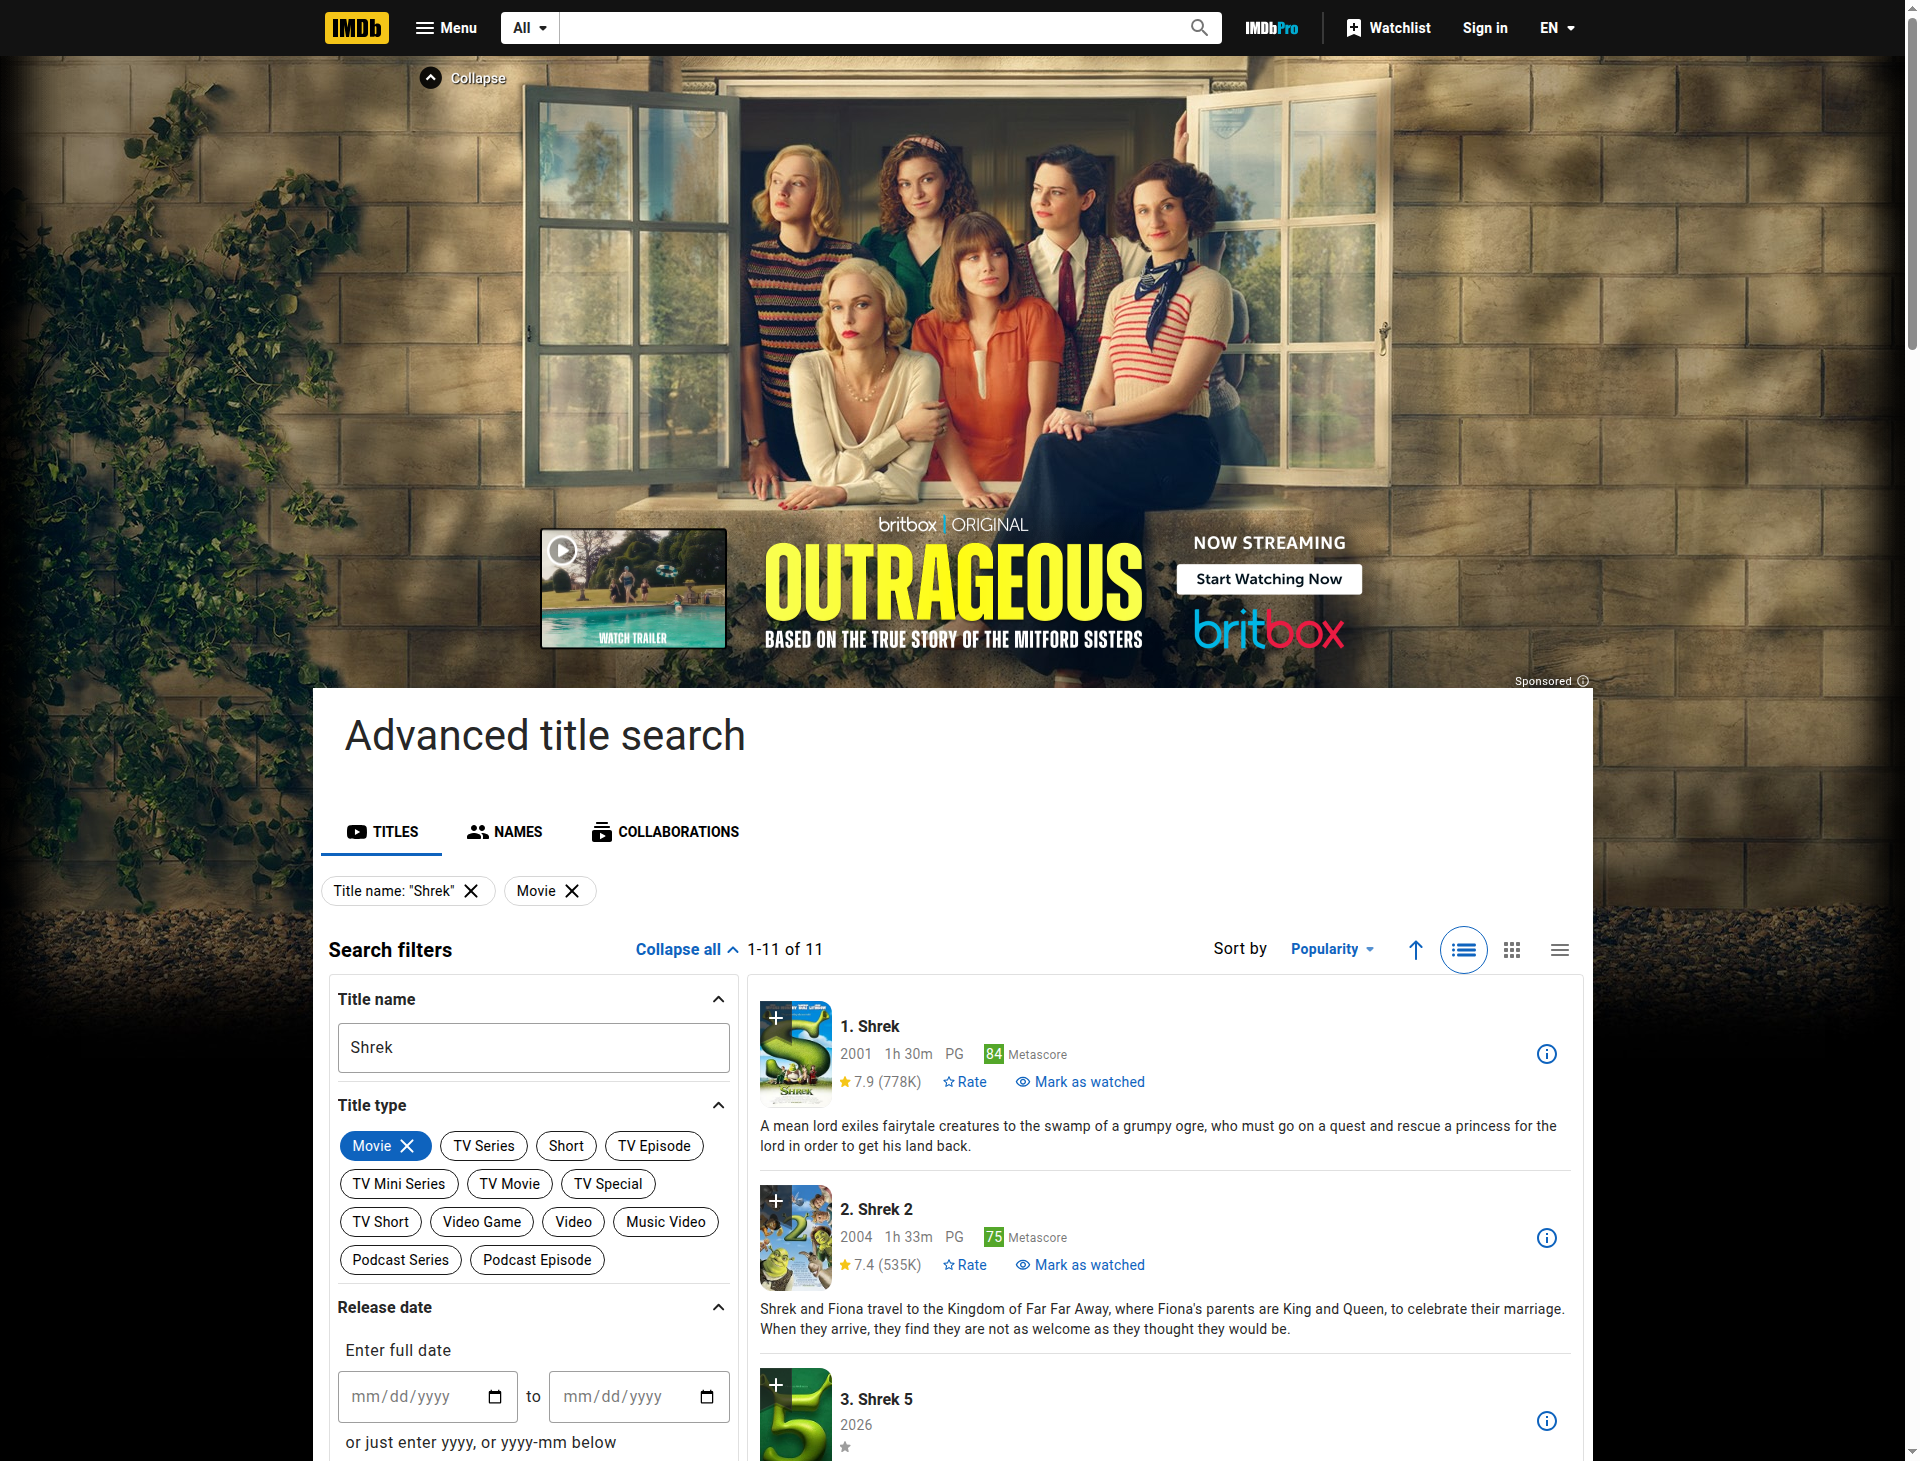 IMDb Menu All IMDbPro Watchlist Sign in EN
Collapse
britbox | ORIGINAL
OUTRAGEOUS
BASED ON THE TRUE STORY OF THE MITFORD SISTERS
WATCH TRAILER
NOW STREAMING
Start Watching Now
britbox
Sponsored
Advanced title search
TITLES NAMES COLLABORATIONS
Title name: "Shrek" Movie
Search filters Collapse all 1-11 of 11 Sort by Popularity
Title name
Shrek
Title type
Movie TV Series Short TV Episode
TV Mini Series TV Movie TV Special
TV Short Video Game Video Music Video
Podcast Series Podcast Episode
Release date
Enter full date
mm/dd/yyyy to mm/dd/yyyy
or just enter yyyy, or yyyy-mm below
SHREK
1. Shrek
2001 1h 30m PG 84 Metascore
7.9 (778K) Rate Mark as watched
A mean lord exiles fairytale creatures to the swamp of a grumpy ogre, who must go on a quest and rescue a princess for the
lord in order to get his land back.
2
2. Shrek 2
2004 1h 33m PG 75 Metascore
7.4 (535K) Rate Mark as watched
Shrek and Fiona travel to the Kingdom of Far Far Away, where Fiona's parents are King and Queen, to celebrate their marriage.
When they arrive, they find they are not as welcome as they thought they would be.
5
3. Shrek 5
2026